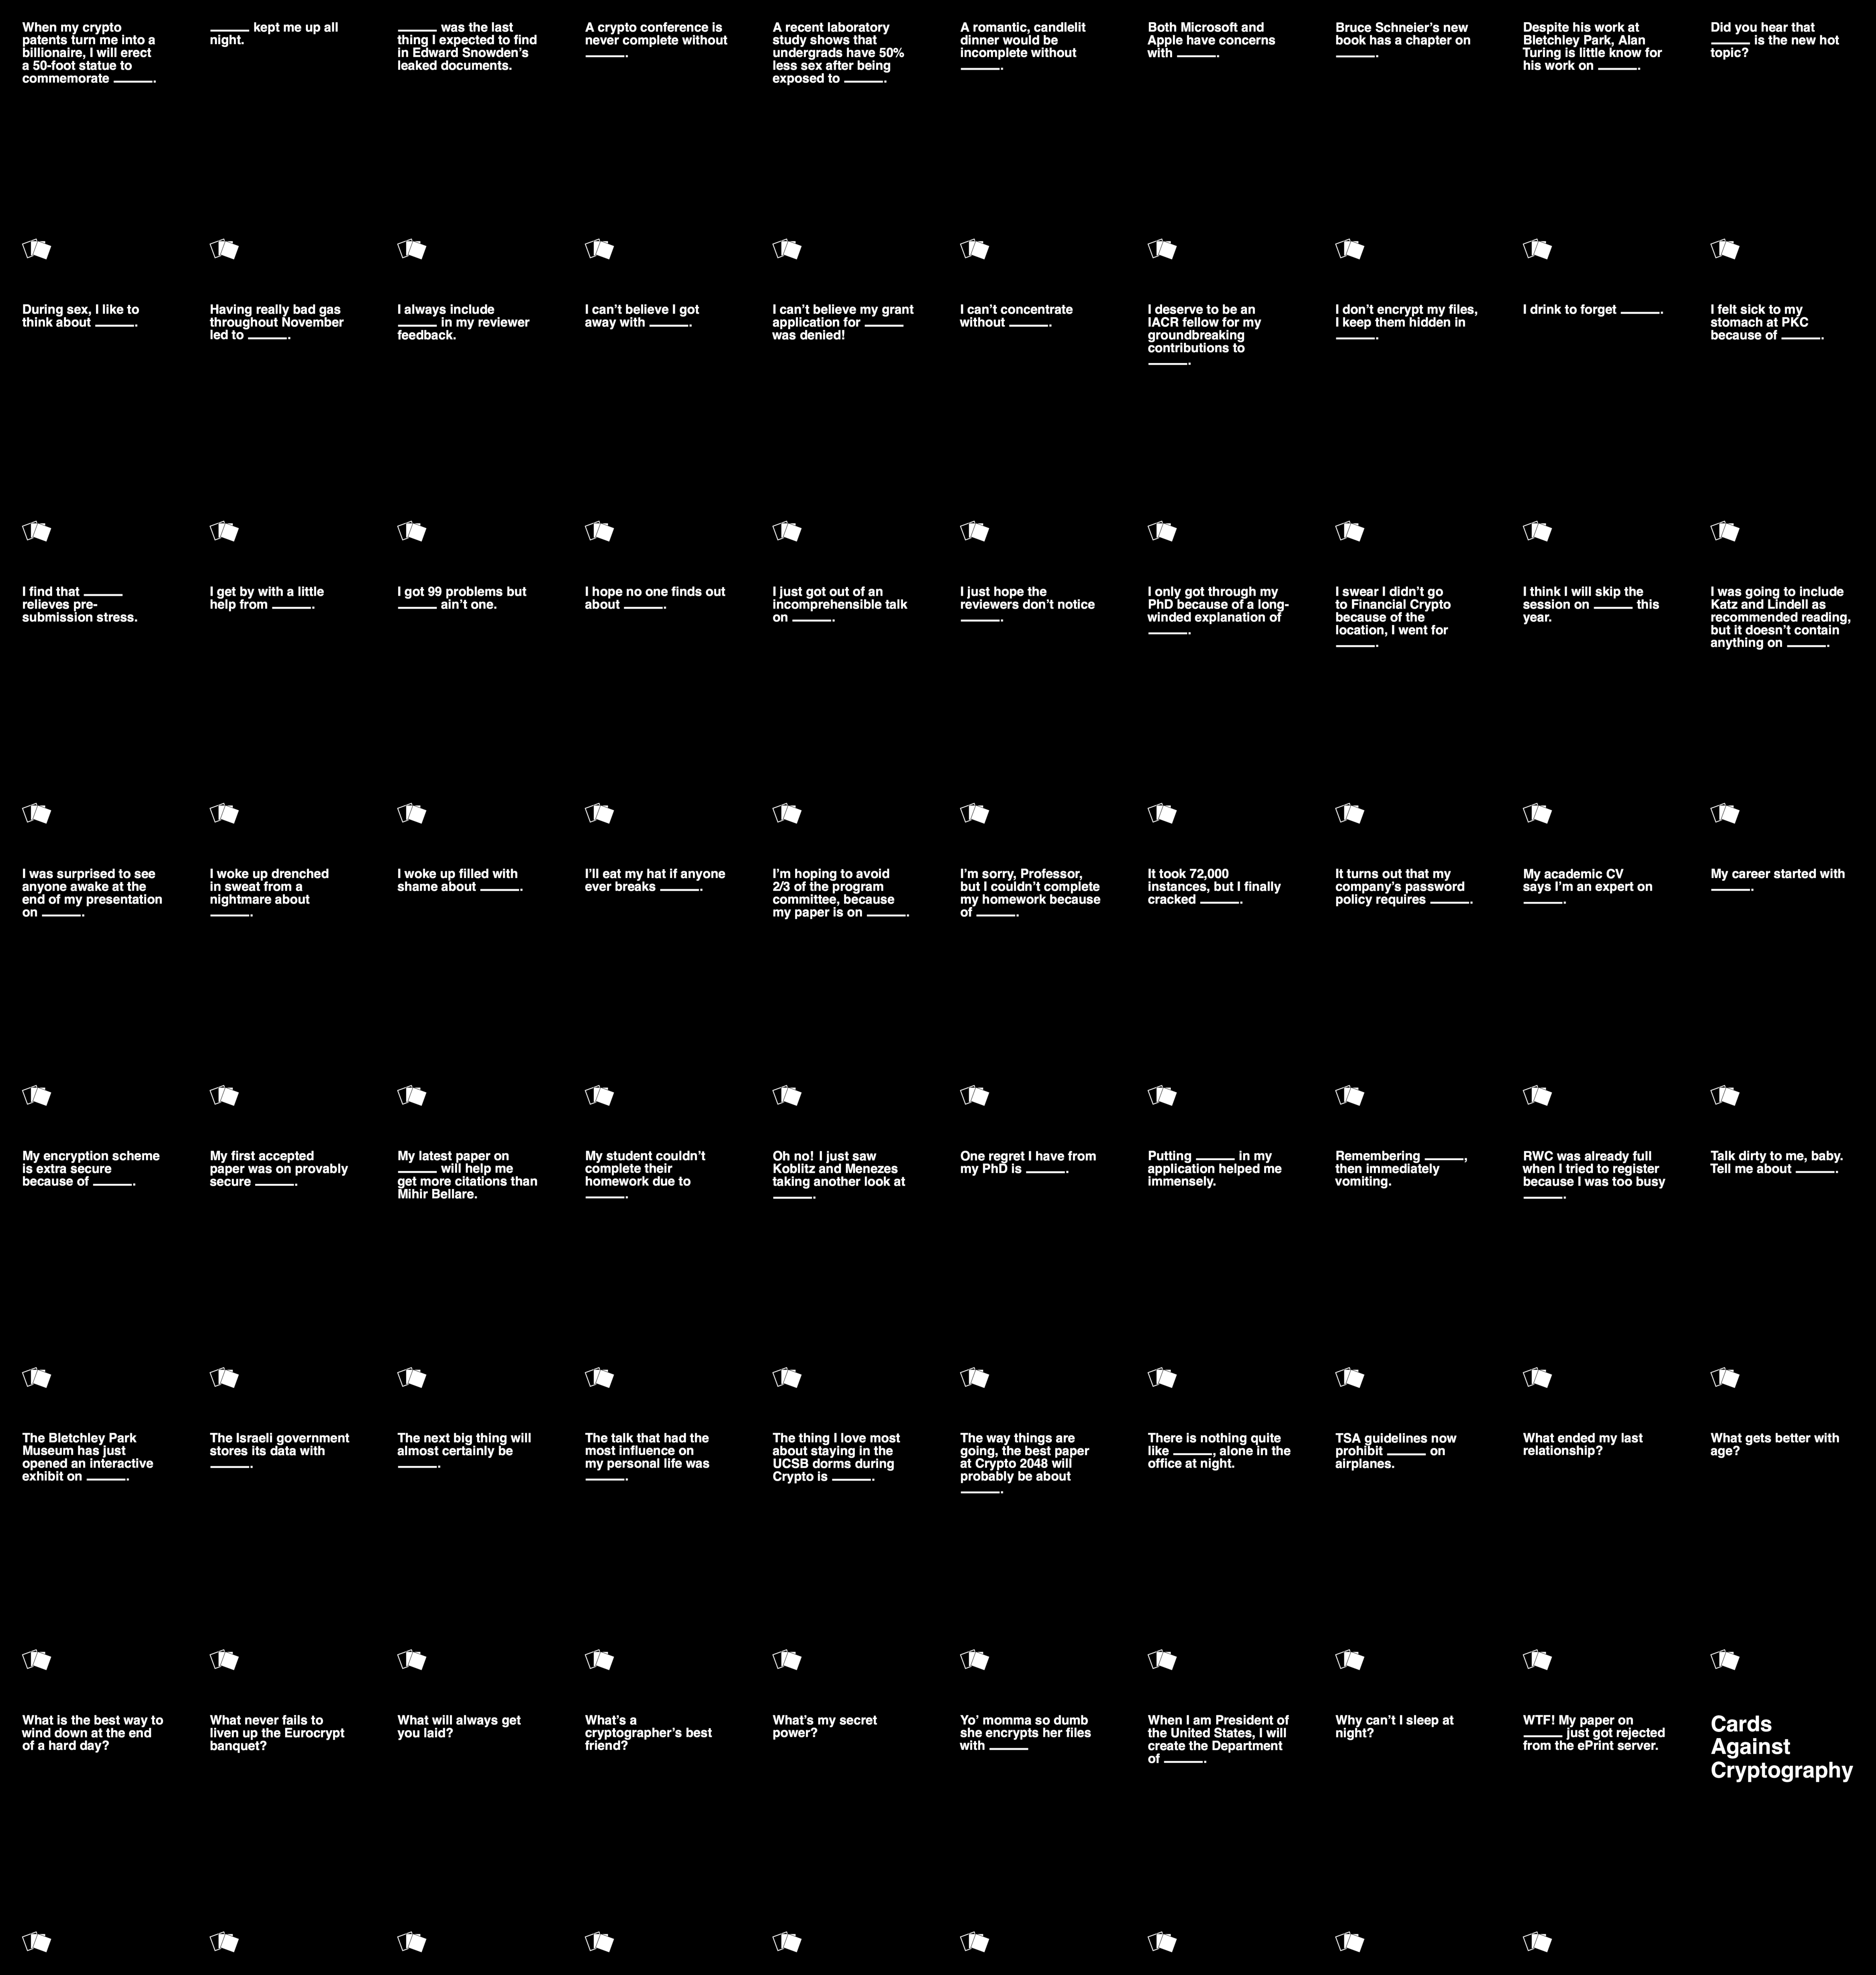 When my crypto
patents turn me into a
billionaire, I will erect
a 50-foot statue to
commemorate ______.
______ kept me up all
night.
______ was the last
thing I expected to find
in Edward Snowden’s
leaked documents.
A crypto conference is
never complete without
______.
A recent laboratory
study shows that
undergrads have 50%
less sex after being
exposed to ______.
A romantic, candlelit
dinner would be
incomplete without
______.
Both Microsoft and
Apple have concerns
with ______.
Bruce Schneier’s new
book has a chapter on
______.
Despite his work at
Bletchley Park, Alan
Turing is little know for
his work on ______.
Did you hear that
______ is the new hot
topic?
During sex, I like to
think about ______.
Having really bad gas
throughout November
led to ______.
I always include
______ in my reviewer
feedback.
I can’t believe I got
away with ______.
I can’t believe my grant
application for ______
was denied!
I can’t concentrate
without ______.
I deserve to be an
IACR fellow for my
groundbreaking
contributions to
______.
I don’t encrypt my files,
I keep them hidden in
______.
I drink to forget ______.
I felt sick to my
stomach at PKC
because of ______.
I find that ______
relieves pre-
submission stress.
I get by with a little
help from ______.
I got 99 problems but
______ ain’t one.
I hope no one finds out
about ______.
I just got out of an
incomprehensible talk
on ______.
I just hope the
reviewers don’t notice
______.
I only got through my
PhD because of a long-
winded explanation of
______.
I swear I didn’t go
to Financial Crypto
because of the
location, I went for
______.
I think I will skip the
session on ______ this
year.
I was going to include
Katz and Lindell as
recommended reading,
but it doesn’t contain
anything on ______.
I was surprised to see
anyone awake at the
end of my presentation
on ______.
I woke up drenched
in sweat from a
nightmare about
______.
I woke up filled with
shame about ______.
I’ll eat my hat if anyone
ever breaks ______.
I’m hoping to avoid
2/3 of the program
committee, because
my paper is on ______.
I’m sorry, Professor,
but I couldn’t complete
my homework because
of ______.
It took 72,000
instances, but I finally
cracked ______.
It turns out that my
company’s password
policy requires ______.
My academic CV
says I’m an expert on
______.
My career started with
______.
My encryption scheme
is extra secure
because of ______.
My first accepted
paper was on provably
secure ______.
My latest paper on
______ will help me
get more citations than
Mihir Bellare.
My student couldn’t
complete their
homework due to
______.
Oh no! I just saw
Koblitz and Menezes
taking another look at
______.
One regret I have from
my PhD is ______.
Putting ______ in my
application helped me
immensely.
Remembering ______,
then immediately
vomiting.
RWC was already full
when I tried to register
because I was too busy
______.
Talk dirty to me, baby.
Tell me about ______.
The Bletchley Park
Museum has just
opened an interactive
exhibit on ______.
The Israeli government
stores its data with
______.
The next big thing will
almost certainly be
______.
The talk that had the
most influence on
my personal life was
______.
The thing I love most
about staying in the
UCSB dorms during
Crypto is ______.
The way things are
going, the best paper
at Crypto 2048 will
probably be about
______.
There is nothing quite
like ______, alone in the
office at night.
TSA guidelines now
prohibit ______ on
airplanes.
What ended my last
relationship?
What gets better with
age?
What is the best way to
wind down at the end
of a hard day?
What never fails to
liven up the Eurocrypt
banquet?
What will always get
you laid?
What’s a
cryptographer’s best
friend?
What’s my secret
power?
Yo’ momma so dumb
she encrypts her files
with ______
When I am President of
the United States, I will
create the Department
of ______.
Why can’t I sleep at
night?
WTF! My paper on
______ just got rejected
from the ePrint server.
Cards
Against
Cryptography